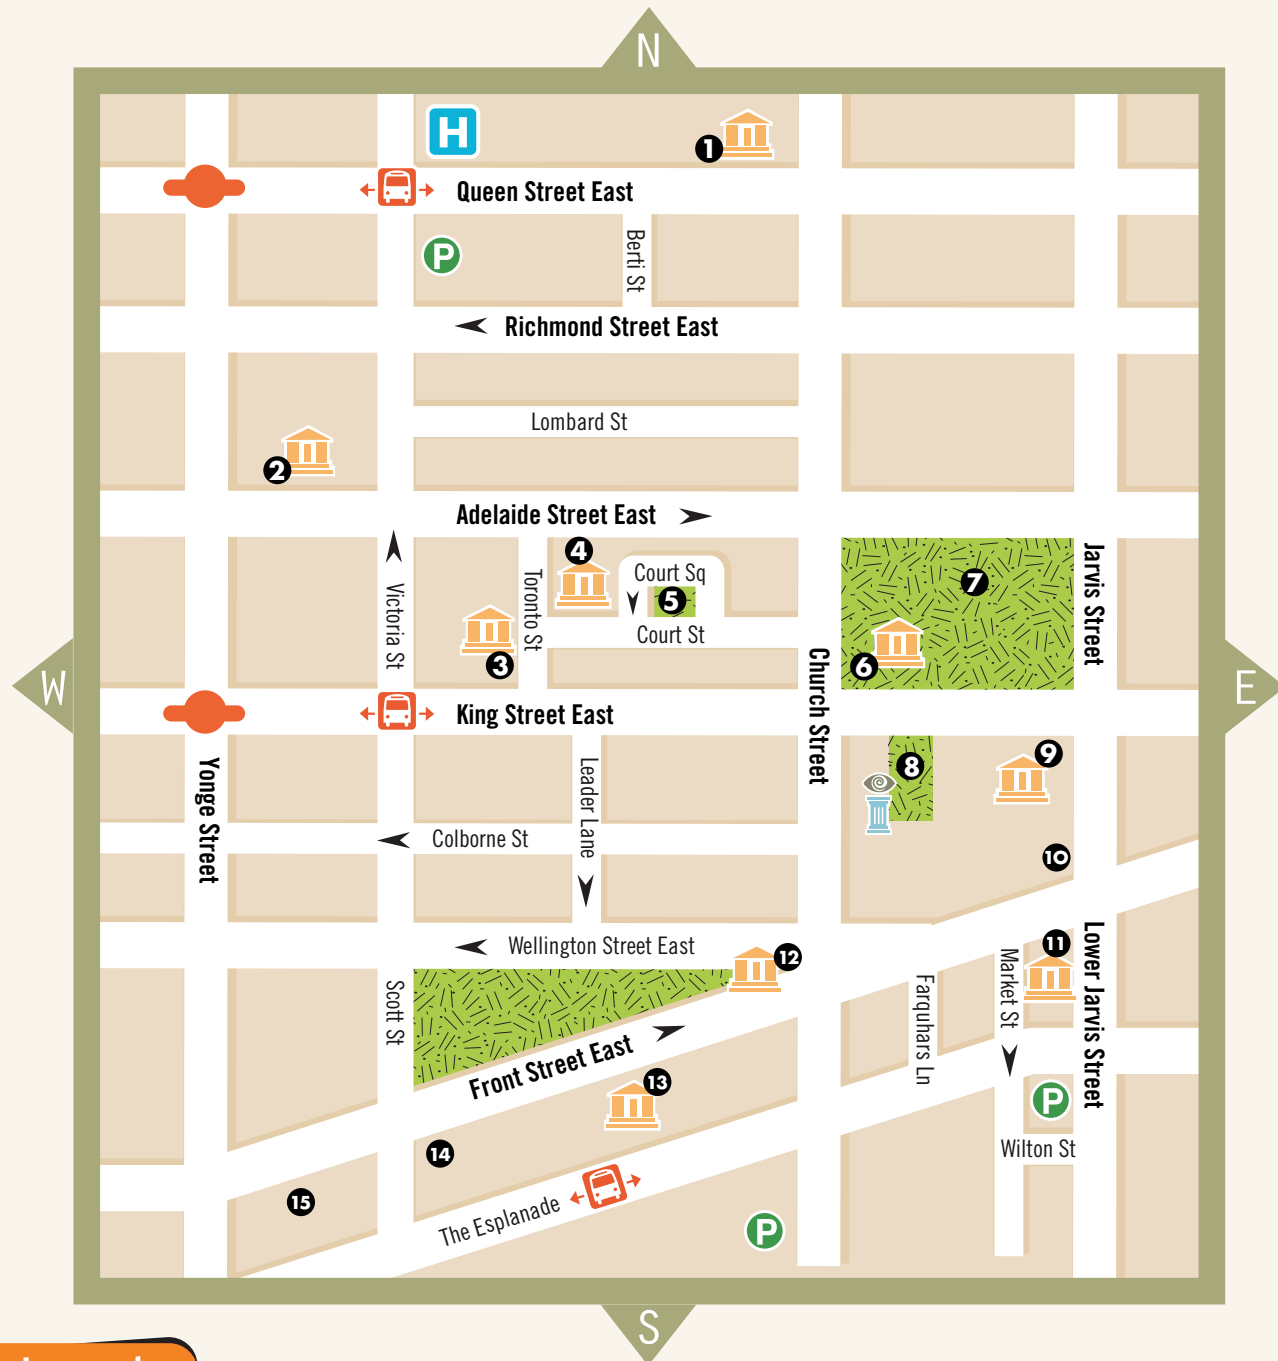 N
H
1
Queen Street East
P
Berti St
Richmond Street East
Lombard St
2
Adelaide Street East
4
Court Sq
5
Court St
Toronto St
Victoria St
3
7
6
Jarvis Street
W
E
King Street East
Church Street
Yonge Street
Leader Lane
8
9
Colborne St
10
Wellington Street East
12
11
Market St
Lower Jarvis Street
Farquhars Ln
Scott St
Front Street East
13
P
14
Wilton St
15
The Esplanade
P
S